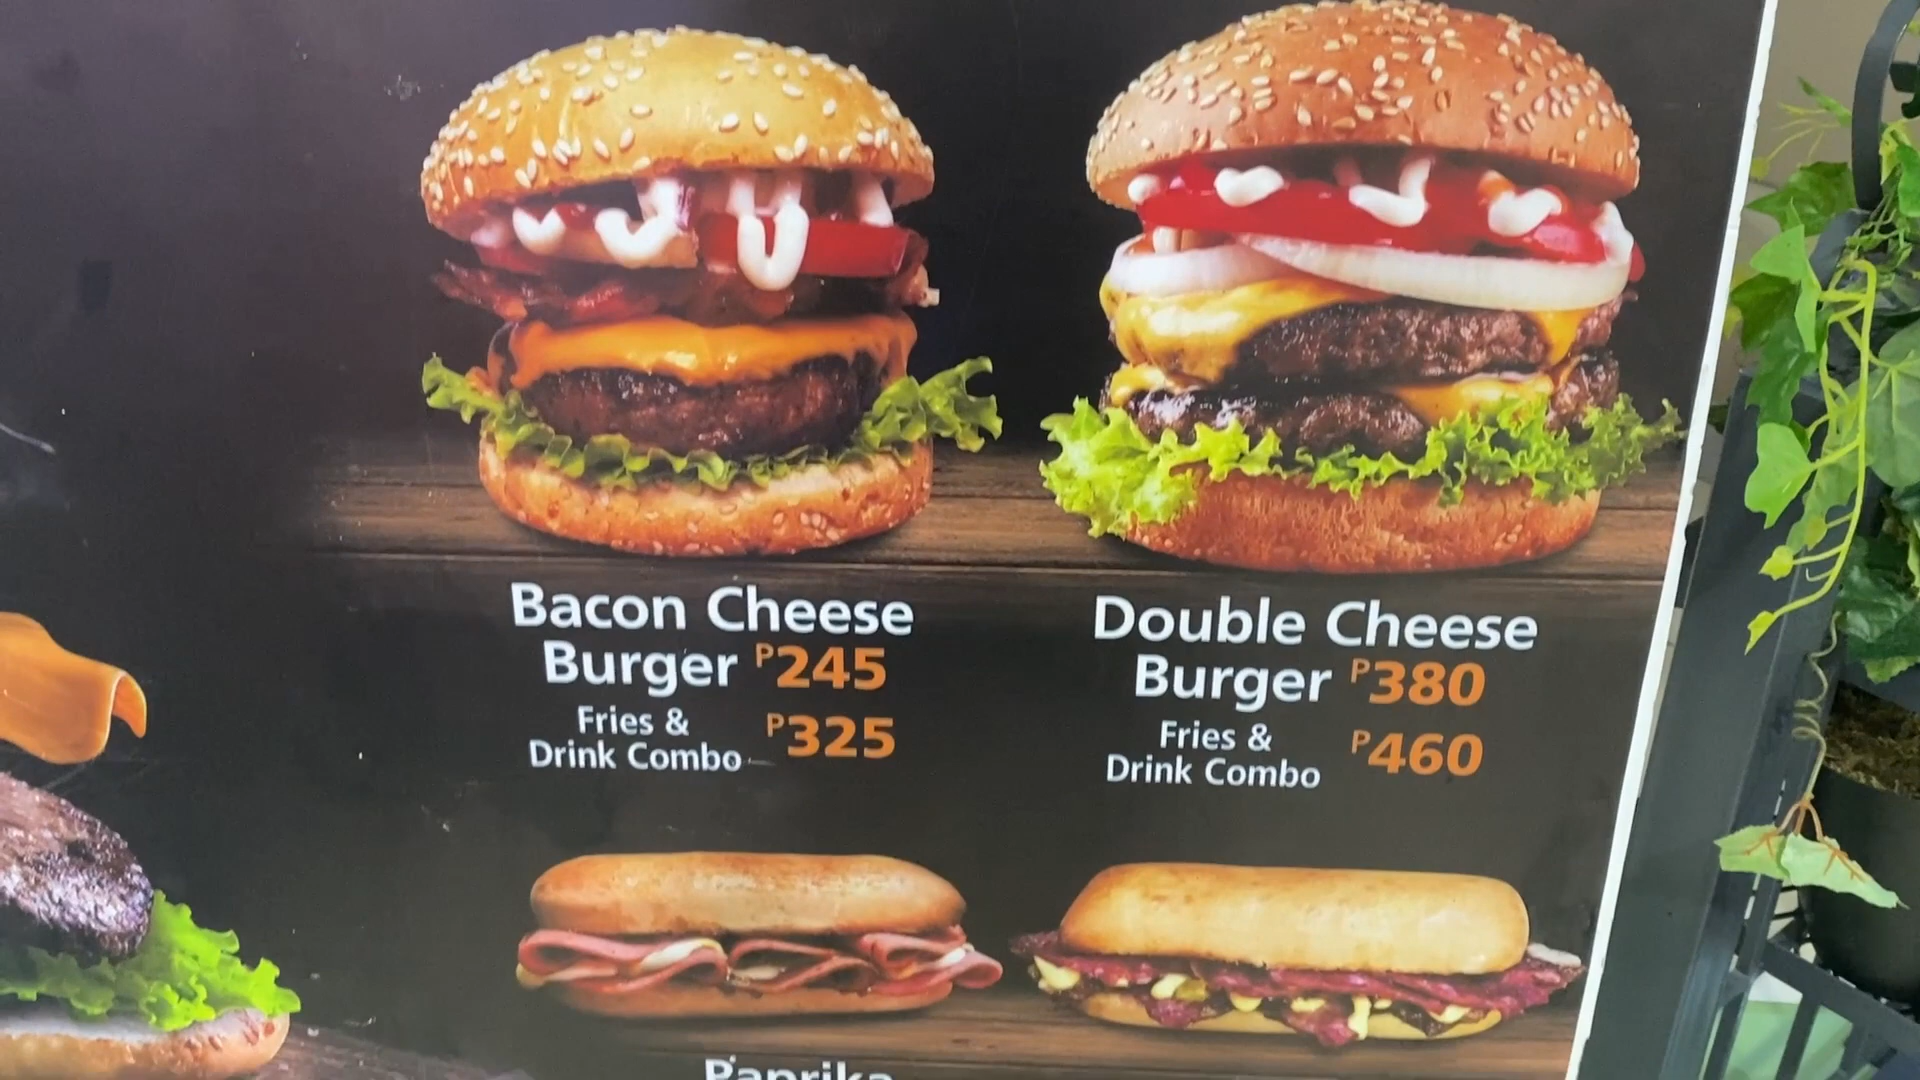 Bacon Cheese
Burger P245
Fries &
Drink Combo P325
Double Cheese
Burger P380
Fries &
Drink Combo P460
Paprika